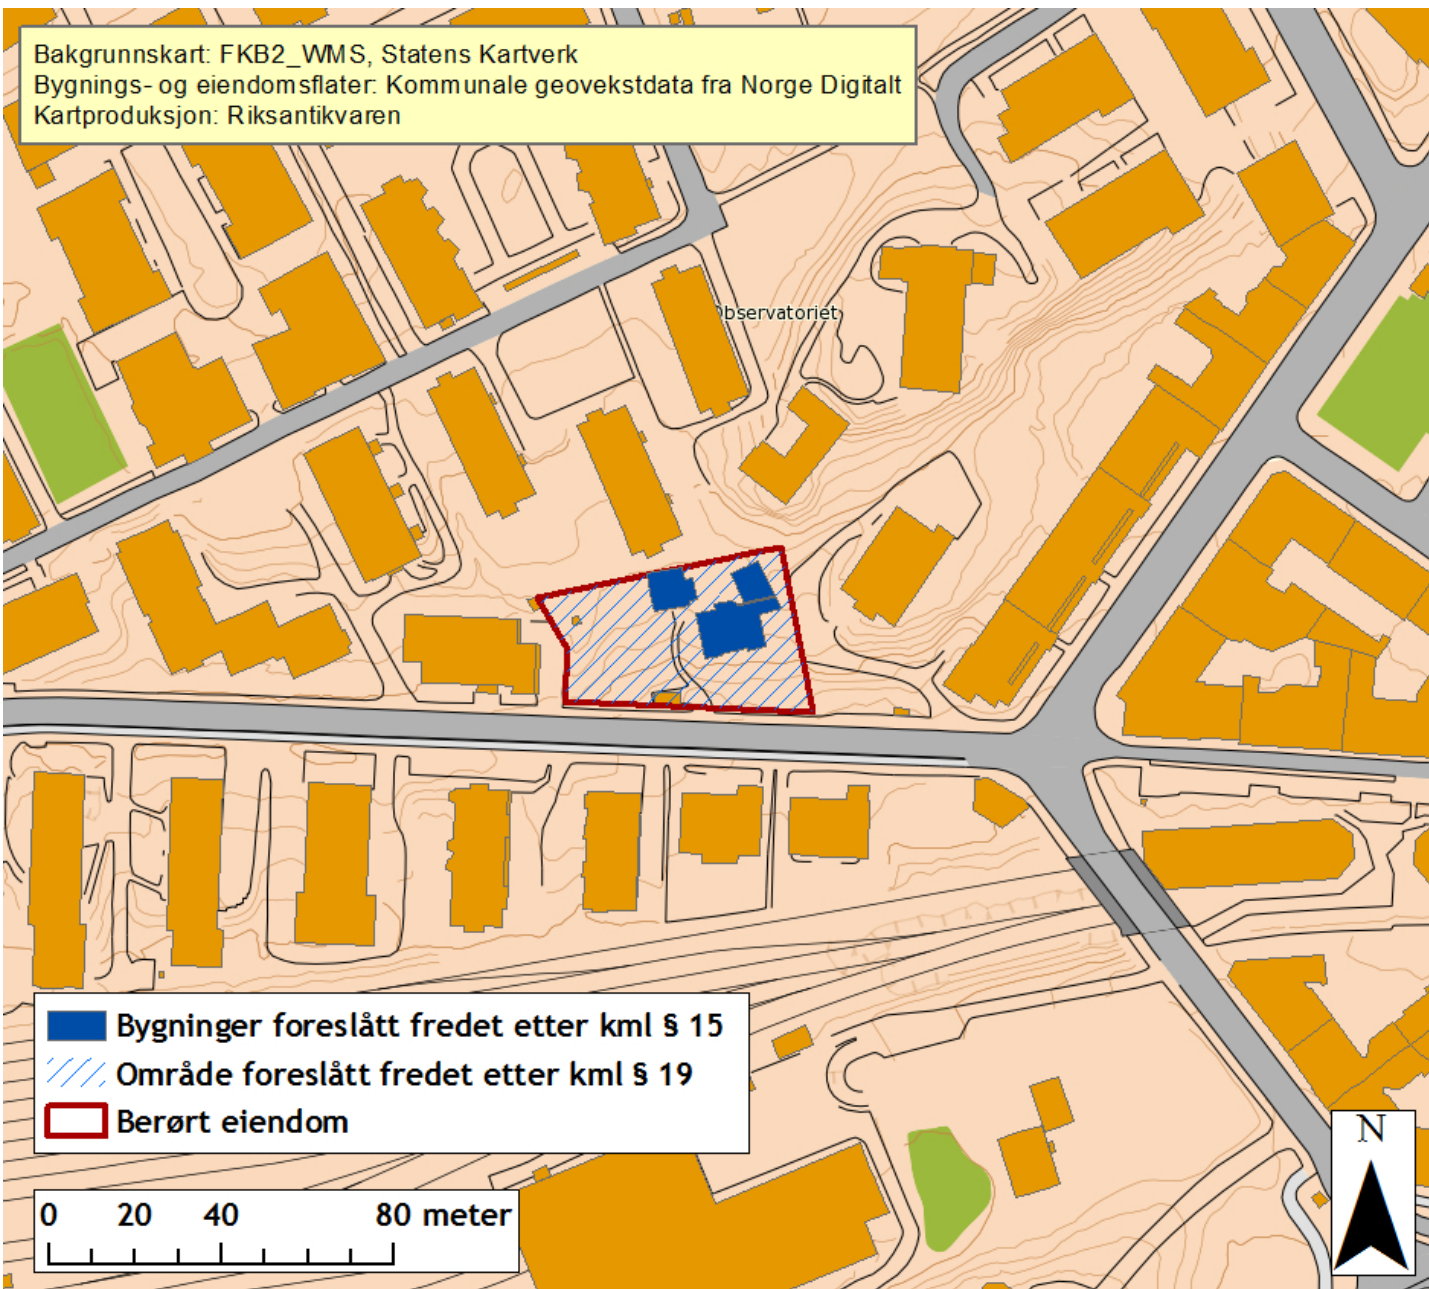 Bakgrunnskart: FKB2_WMS, Statens Kartverk
Bygnings- og eiendomsflater: Kommunale geovekstdata fra Norge Digitalt
Kartproduksjon: Riksantikvaren
Observatoriet
Bygninger foreslått fredet etter kml § 15
Område foreslått fredet etter kml § 19
Berørt eiendom
0 20 40 80 meter
N